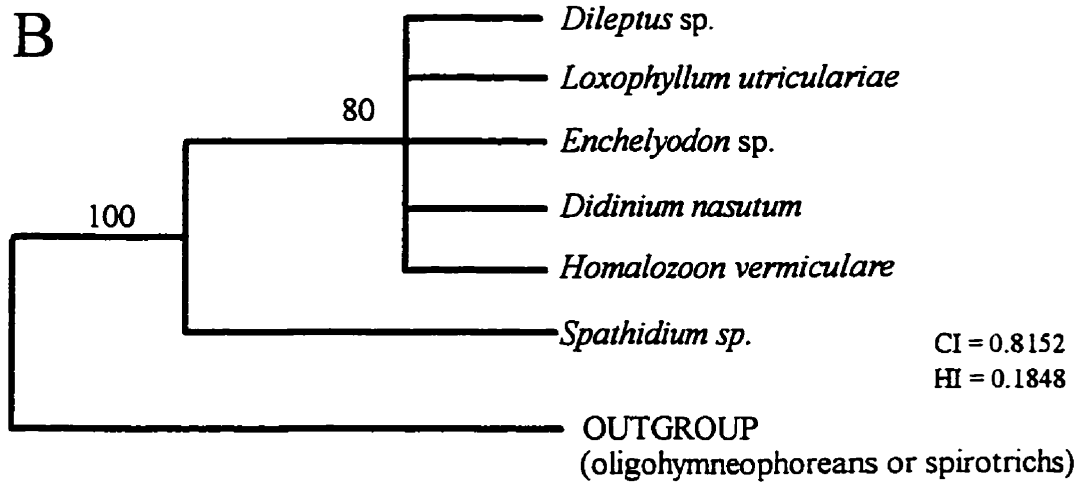 B
Dileptus sp.
Loxophyllum utriculariae
80
Enchelyodon sp.
Didinium nasutum
100
Homalozoon vermiculare
Spathidium sp.
CI = 0.8152
HI = 0.1848
OUTGROUP
(oligohymneophoreans or spirotrichs)